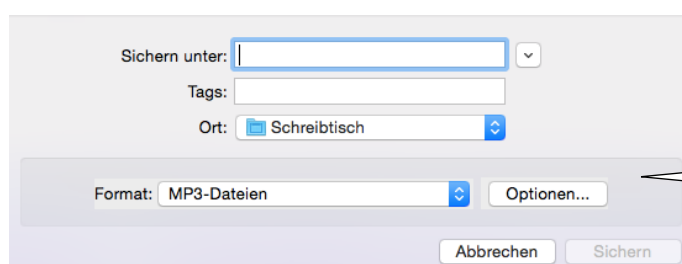 Sichern unter:
Tags:
Ort: Schreibtisch
Format: MP3-Dateien Optionen...
Abbrechen Sichern